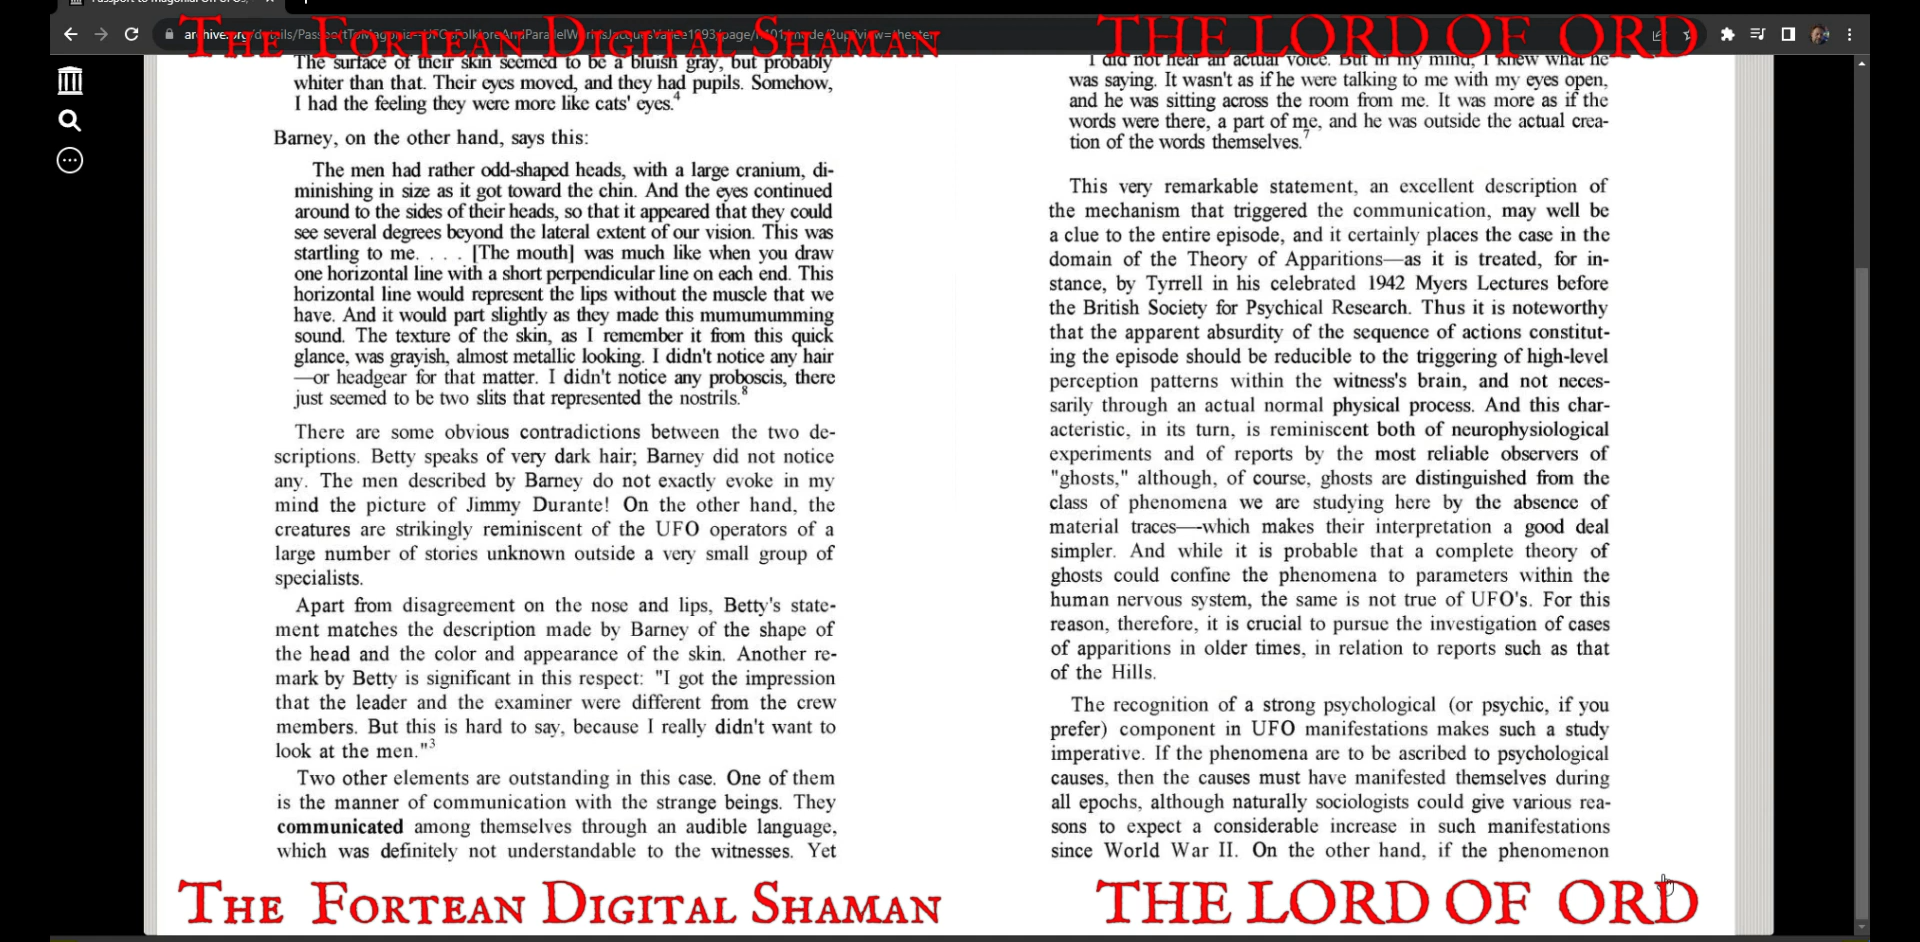 Passport to Magonia: On UFOs,
THE FORTEAN DIGITAL SHAMAN
THE LORD OF ORD
The surface of their skin seemed to be a bluish gray, but probably
whiter than that. Their eyes moved, and they had pupils. Somehow,
I had the feeling they were more like cats' eyes.4
Barney, on the other hand, says this:
The men had rather odd-shaped heads, with a large cranium, di-
minishing in size as it got toward the chin. And the eyes continued
around to the sides of their heads, so that it appeared that they could
see several degrees beyond the lateral extent of our vision. This was
startling to me. . . . [The mouth] was much like when you draw
one horizontal line with a short perpendicular line on each end. This
horizontal line would represent the lips without the muscle that we
have. And it would part slightly as they made this mumumumming
sound. The texture of the skin, as I remember it from this quick
glance, was grayish, almost metallic looking. I didn't notice any hair
—or headgear for that matter. I didn't notice any proboscis, there
just seemed to be two slits that represented the nostrils.8
There are some obvious contradictions between the two de-
scriptions. Betty speaks of very dark hair; Barney did not notice
any. The men described by Barney do not exactly evoke in my
mind the picture of Jimmy Durante! On the other hand, the
creatures are strikingly reminiscent of the UFO operators of a
large number of stories unknown outside a very small group of
specialists.
Apart from disagreement on the nose and lips, Betty's state-
ment matches the description made by Barney of the shape of
the head and the color and appearance of the skin. Another re-
mark by Betty is significant in this respect: "I got the impression
that the leader and the examiner were different from the crew
members. But this is hard to say, because I really didn't want to
look at the men."3
Two other elements are outstanding in this case. One of them
is the manner of communication with the strange beings. They
communicated among themselves through an audible language,
which was definitely not understandable to the witnesses. Yet
I did not hear an actual voice. But in my mind, I knew what he
was saying. It wasn't as if he were talking to me with my eyes open,
and he was sitting across the room from me. It was more as if the
words were there, a part of me, and he was outside the actual crea-
tion of the words themselves.7
This very remarkable statement, an excellent description of
the mechanism that triggered the communication, may well be
a clue to the entire episode, and it certainly places the case in the
domain of the Theory of Apparitions—as it is treated, for in-
stance, by Tyrrell in his celebrated 1942 Myers Lectures before
the British Society for Psychical Research. Thus it is noteworthy
that the apparent absurdity of the sequence of actions constitut-
ing the episode should be reducible to the triggering of high-level
perception patterns within the witness's brain, and not neces-
sarily through an actual normal physical process. And this char-
acteristic, in its turn, is reminiscent both of neurophysiological
experiments and of reports by the most reliable observers of
"ghosts," although, of course, ghosts are distinguished from the
class of phenomena we are studying here by the absence of
material traces—-which makes their interpretation a good deal
simpler. And while it is probable that a complete theory of
ghosts could confine the phenomena to parameters within the
human nervous system, the same is not true of UFO's. For this
reason, therefore, it is crucial to pursue the investigation of cases
of apparitions in older times, in relation to reports such as that
of the Hills.
The recognition of a strong psychological (or psychic, if you
prefer) component in UFO manifestations makes such a study
imperative. If the phenomena are to be ascribed to psychological
causes, then the causes must have manifested themselves during
all epochs, although naturally sociologists could give various rea-
sons to expect a considerable increase in such manifestations
since World War II. On the other hand, if the phenomenon
THE FORTEAN DIGITAL SHAMAN
THE LORD OF ORD